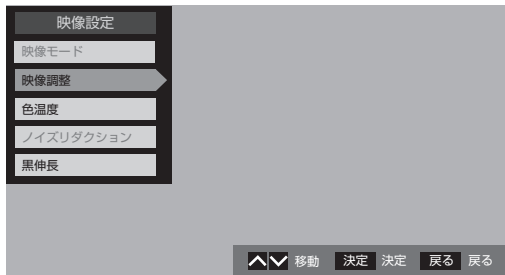 映像設定
映像モード
映像調整
色温度
ノイズリダクション
黒伸長
移動 決定 決定 戻る 戻る